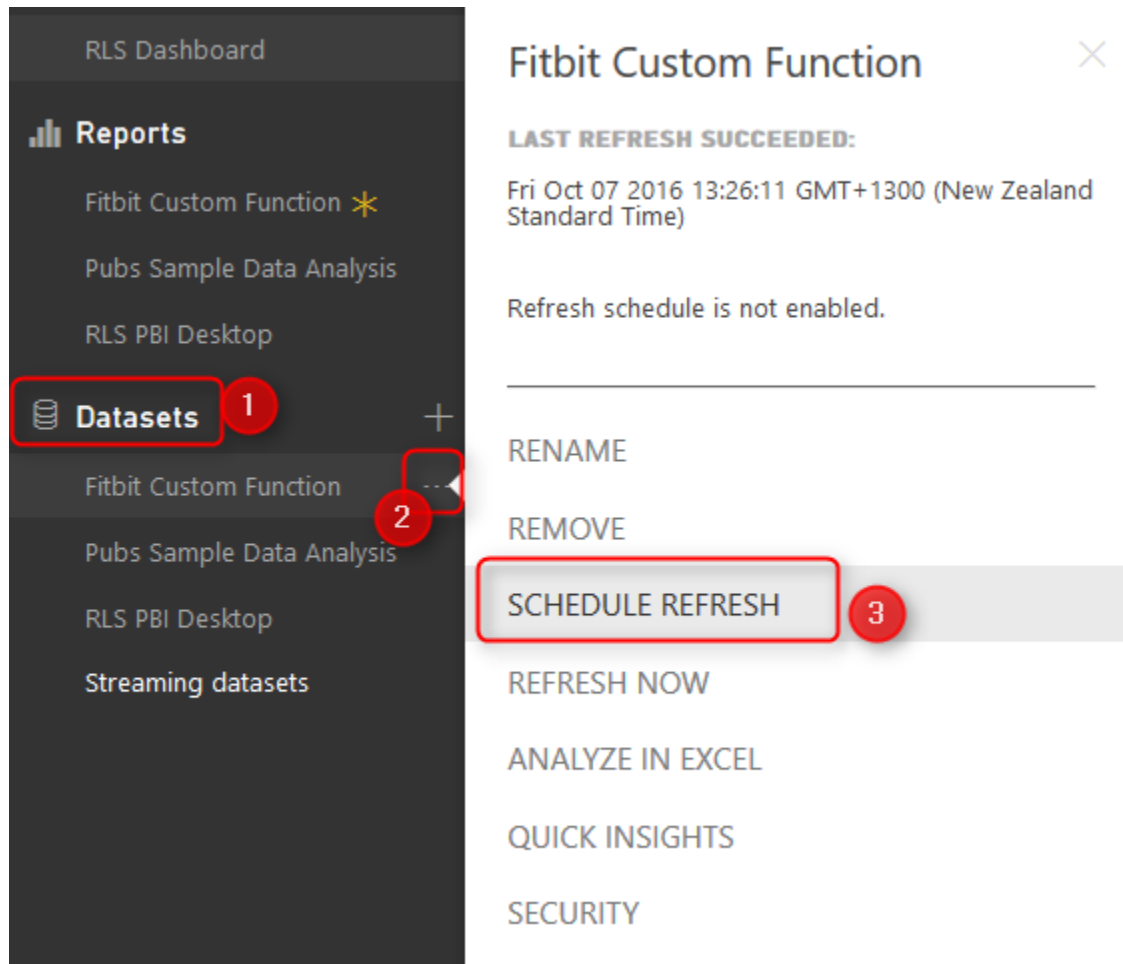 RLS Dashboard
Reports
Fitbit Custom Function
Pubs Sample Data Analysis
RLS PBI Desktop
Datasets
1
+
Fitbit Custom Function
...
2
Pubs Sample Data Analysis
RLS PBI Desktop
Streaming datasets
Fitbit Custom Function
LAST REFRESH SUCCEEDED:
Fri Oct 07 2016 13:26:11 GMT+1300 (New Zealand
Standard Time)
Refresh schedule is not enabled.
RENAME
REMOVE
SCHEDULE REFRESH
3
REFRESH NOW
ANALYZE IN EXCEL
QUICK INSIGHTS
SECURITY